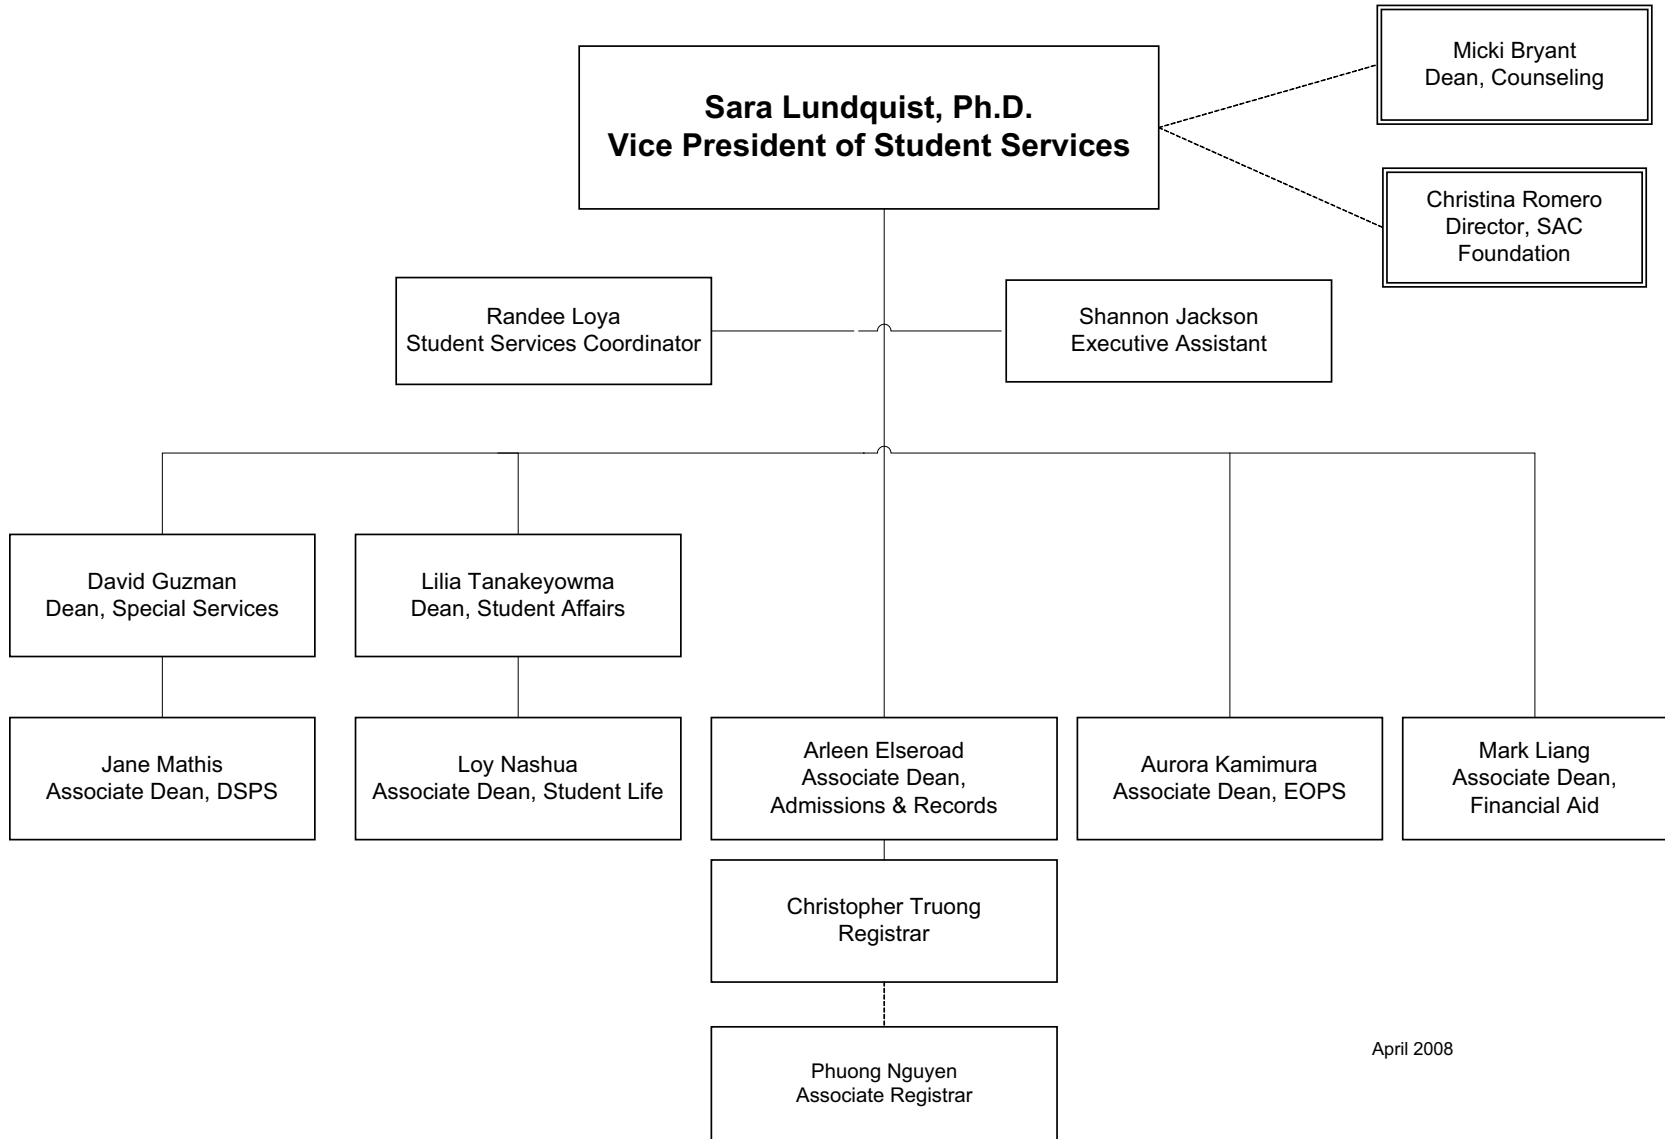 Sara Lundquist, Ph.D.
Vice President of Student Services
Micki Bryant
Dean, Counseling
Christina Romero
Director, SAC
Foundation
Randee Loya
Student Services Coordinator
Shannon Jackson
Executive Assistant
David Guzman
Dean, Special Services
Lilia Tanakeyowma
Dean, Student Affairs
Jane Mathis
Associate Dean, DSPS
Loy Nashua
Associate Dean, Student Life
Arleen Elseroad
Associate Dean,
Admissions & Records
Aurora Kamimura
Associate Dean, EOPS
Mark Liang
Associate Dean,
Financial Aid
Christopher Truong
Registrar
Phuong Nguyen
Associate Registrar
April 2008